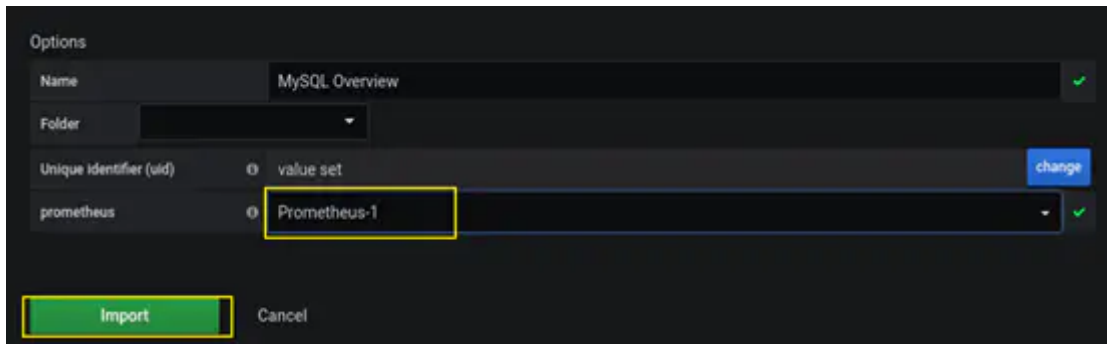 Options
Name MySQL Overview
Folder
Unique identifier (uid) value set change
prometheus Prometheus-1
Import Cancel